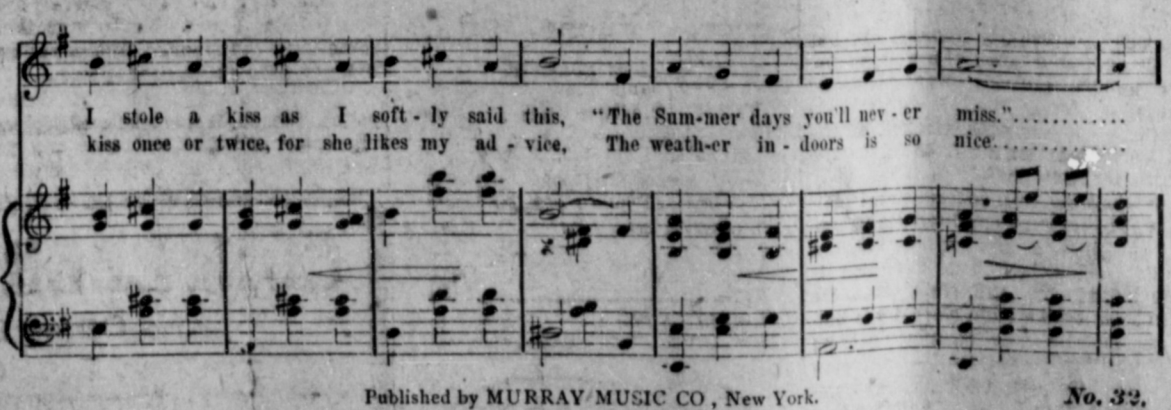 I stole a kiss as I soft - ly said this, "The Sum-mer days you'll nev - er miss.".............
kiss once or twice, for she likes my ad - vice, The weath-er in - doors is so nice..............
Published by MURRAY MUSIC CO , New York. No. 32.